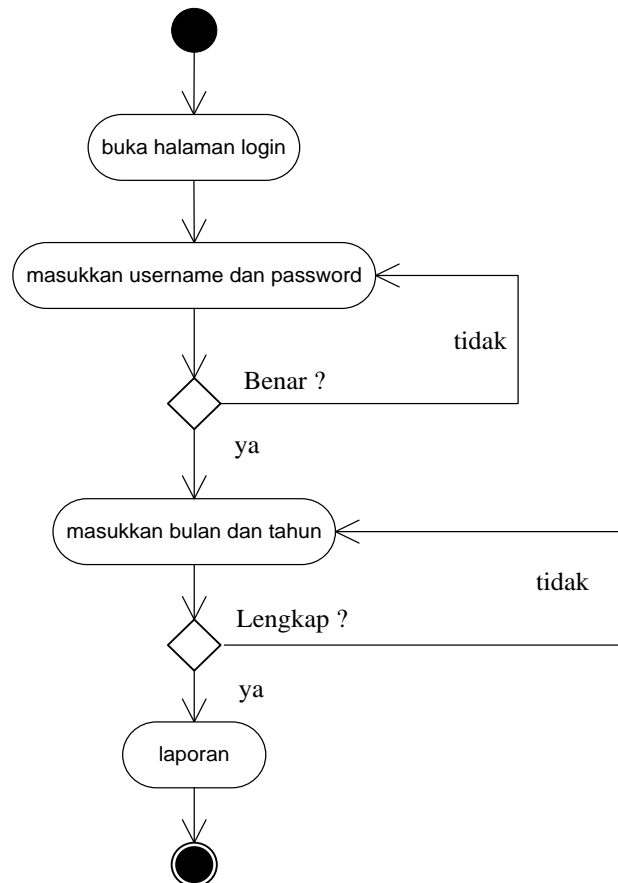 buka halaman login
masukkan username dan password
tidak
Benar ?
ya
masukkan bulan dan tahun
tidak
Lengkap ?
ya
laporan